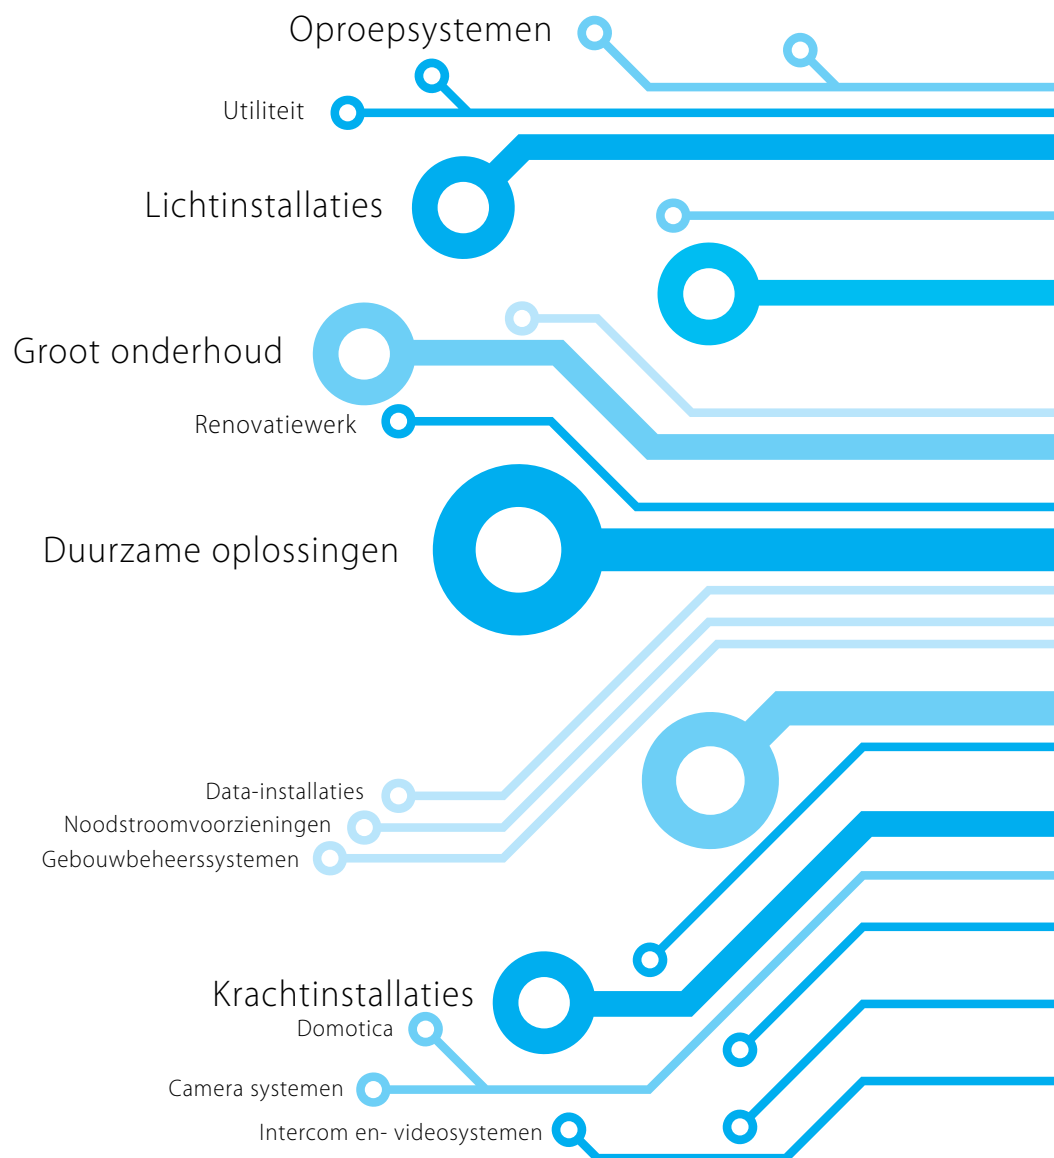 Oproepsystemen
Utiliteit
Lichtinstallaties
Groot onderhoud
Renovatiewerk
Duurzame oplossingen
Data-installaties
Noodstroomvoorzieningen
Gebouwbeheerssystemen
Krachtinstallaties
Domotica
Camera systemen
Intercom en- videosystemen